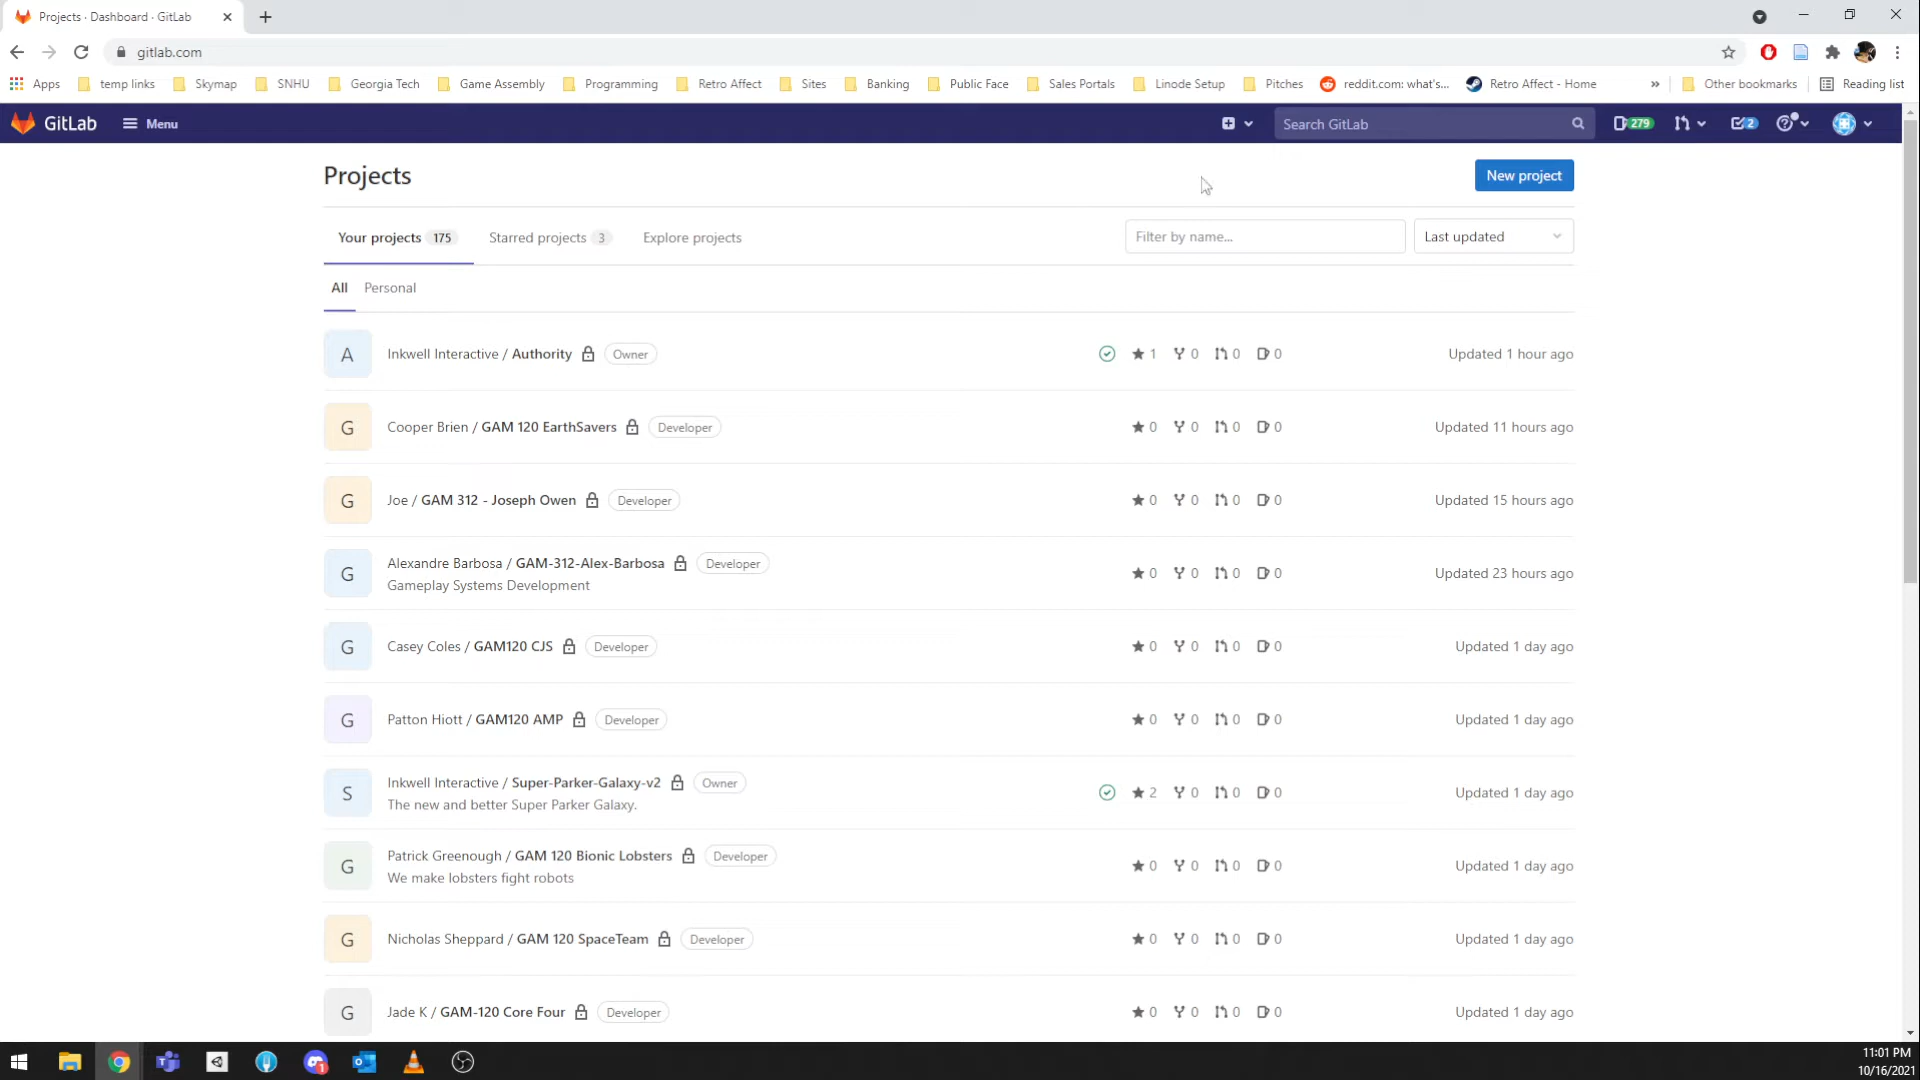 Projects · Dashboard · GitLab
gitlab.com
Apps temp links Skymap SNHU Georgia Tech Game Assembly Programming Retro Affect Sites Banking Public Face Sales Portals Linode Setup Pitches reddit.com: what's... Retro Affect - Home » Other bookmarks Reading list
GitLab Menu Search GitLab 279 2
Projects New project
Your projects 175 Starred projects 3 Explore projects Filter by name... Last updated
All Personal
A Inkwell Interactive / Authority Owner 1 0 0 0 Updated 1 hour ago
G Cooper Brien / GAM 120 EarthSavers Developer 0 0 0 0 Updated 11 hours ago
G Joe / GAM 312 - Joseph Owen Developer 0 0 0 0 Updated 15 hours ago
G Alexandre Barbosa / GAM-312-Alex-Barbosa Developer 0 0 0 0 Updated 23 hours ago
Gameplay Systems Development
G Casey Coles / GAM120 CJS Developer 0 0 0 0 Updated 1 day ago
G Patton Hiott / GAM120 AMP Developer 0 0 0 0 Updated 1 day ago
S Inkwell Interactive / Super-Parker-Galaxy-v2 Owner 2 0 0 0 Updated 1 day ago
The new and better Super Parker Galaxy.
G Patrick Greenough / GAM 120 Bionic Lobsters Developer 0 0 0 0 Updated 1 day ago
We make lobsters fight robots
G Nicholas Sheppard / GAM 120 SpaceTeam Developer 0 0 0 0 Updated 1 day ago
G Jade K / GAM-120 Core Four Developer 0 0 0 0 Updated 1 day ago
11:01 PM
10/16/2021